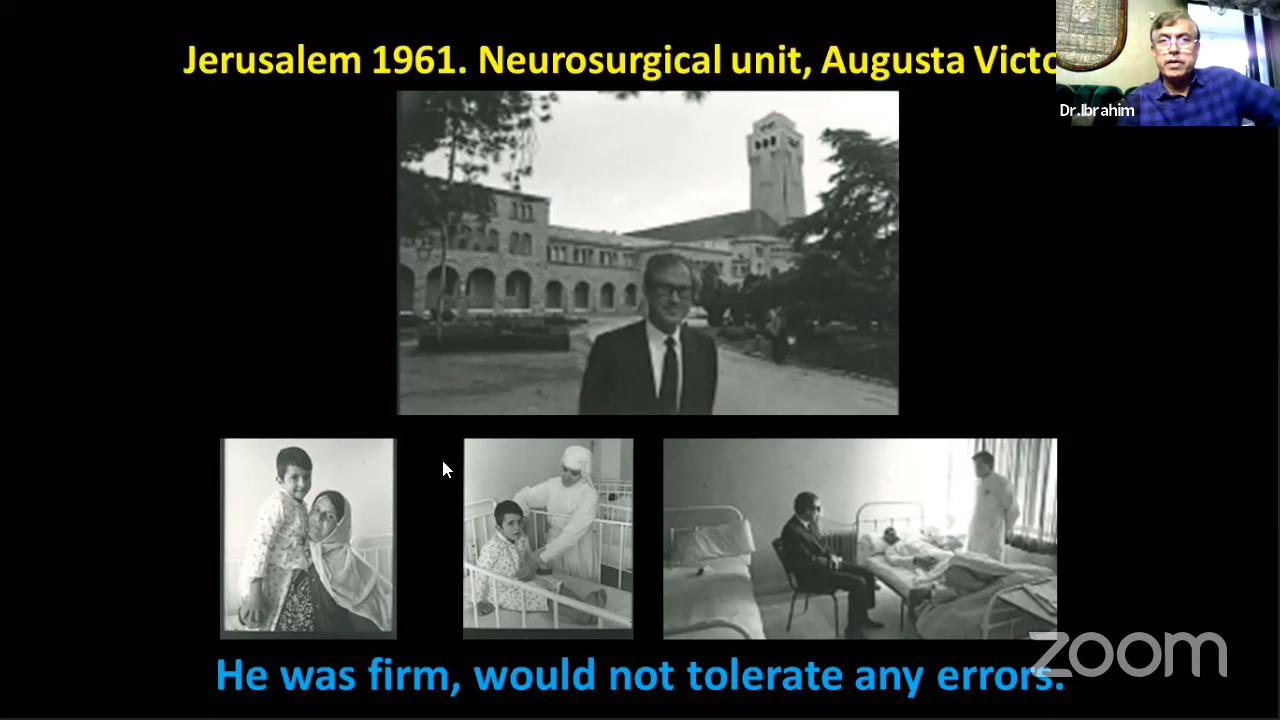 Jerusalem 1961. Neurosurgical unit, Augusta Victo
Dr.Ibrahim
He was firm, would not tolerate any errors.
zoom